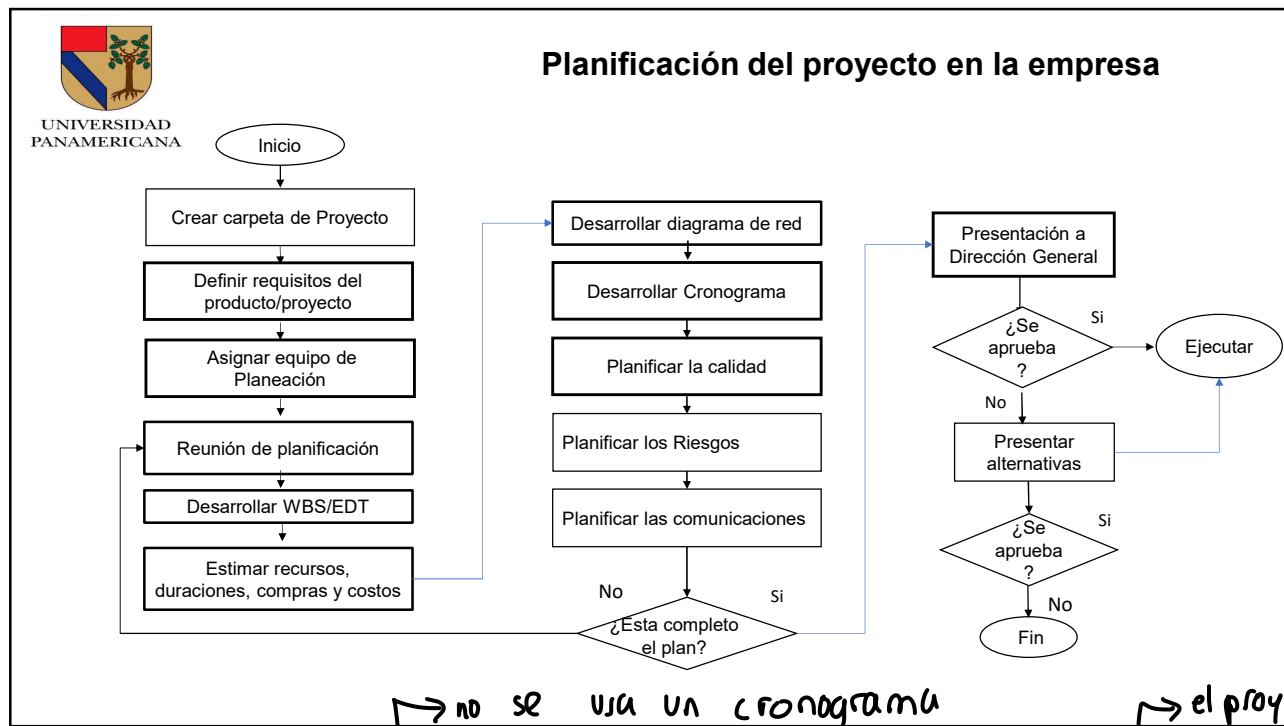 UNIVERSIDAD
PANAMERICANA
Planificación del proyecto en la empresa
Inicio
Crear carpeta de Proyecto
Definir requisitos del
producto/proyecto
Asignar equipo de
Planeación
Reunión de planificación
Desarrollar WBS/EDT
Estimar recursos,
duraciones, compras y costos
Desarrollar diagrama de red
Desarrollar Cronograma
Planificar la calidad
Planificar los Riesgos
Planificar las comunicaciones
No
Si
¿Esta completo
el plan?
Presentación a
Dirección General
¿Se
aprueba
?
Si
Ejecutar
No
Presentar
alternativas
¿Se
aprueba
?
Si
No
Fin
no se usa un cronograma
el proy